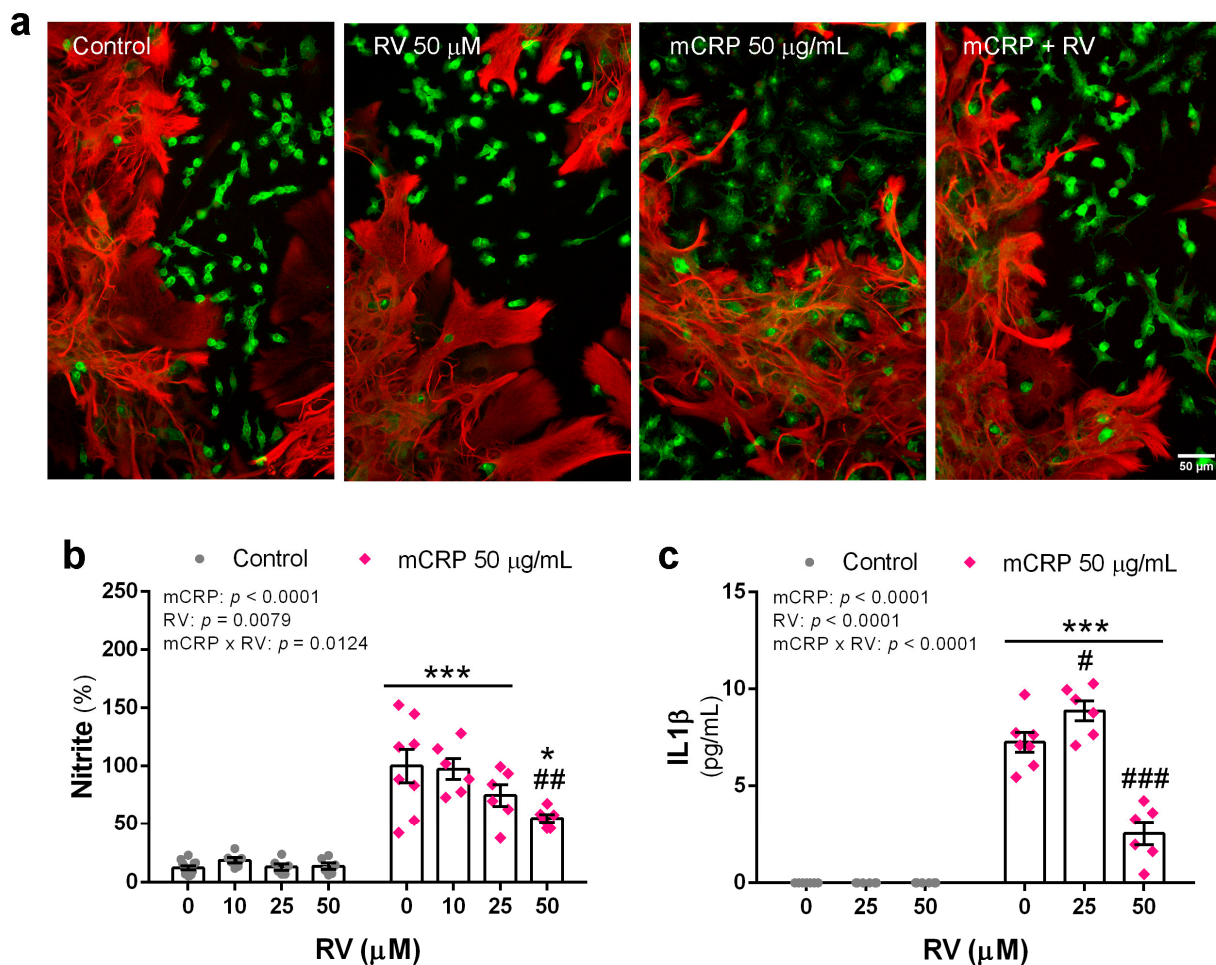 a
Control
RV 50 μM
mCRP 50 μg/mL
mCRP + RV
50 μm
b
Control
mCRP 50 μg/mL
mCRP: p < 0.0001
RV: p = 0.0079
mCRP x RV: p = 0.0124
Nitrite (%)
250
200
150
100
50
0
***
*
##
0 10 25 50 0 10 25 50
RV (μM)
c
Control
mCRP 50 μg/mL
mCRP: p < 0.0001
RV: p < 0.0001
mCRP x RV: p < 0.0001
IL1β
(pg/mL)
15
10
5
0
***
#
###
0 25 50 0 25 50
RV (μM)